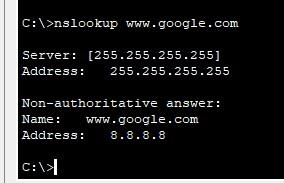 C:\>nslookup www.google.com
Server: [255.255.255.255]
Address:   255.255.255.255
Non-authoritative answer:
Name:   www.google.com
Address:   8.8.8.8
C:\>